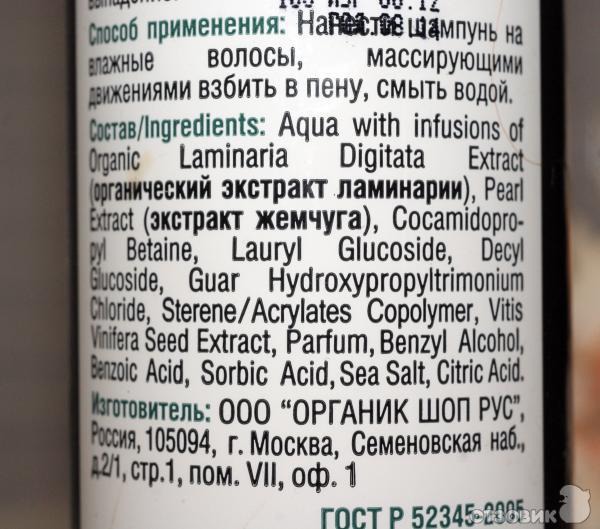 Способ применения: Нанести шампунь на
влажные волосы, массирующими
движениями взбить в пену, смыть водой.
Состав/Ingredients: Aqua with infusions of
Organic Laminaria Digitata Extract
(органический экстракт ламинарии), Pearl
Extract (экстракт жемчуга), Cocamidopro-
pyl Betaine, Lauryl Glucoside, Decyl
Glucoside, Guar Hydroxypropyltrimonium
Chloride, Sterene/Acrylates Copolymer, Vitis
Vinifera Seed Extract, Parfum, Benzyl Alcohol,
Benzoic Acid, Sorbic Acid, Sea Salt, Citric Acid.
Изготовитель: ООО "ОРГАНИК ШОП РУС",
Россия, 105094, г. Москва, Семеновская наб.,
д.2/1, стр.1, пом. VII, оф. 1
ГОСТ Р 52345-2005
отзовик